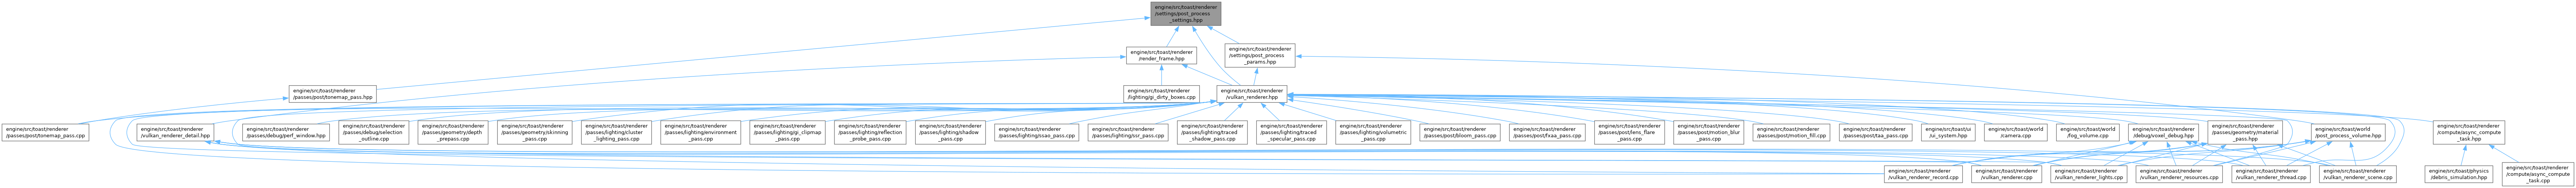 engine/src/toast/renderer
/settings/post_process
_settings.hpp
engine/src/toast/renderer
/render_frame.hpp
engine/src/toast/renderer
/settings/post_process
_params.hpp
engine/src/toast/renderer
/passes/post/tonemap_pass.hpp
engine/src/toast/renderer
/lighting/gi_dirty_boxes.cpp
engine/src/toast/renderer
/vulkan_renderer.hpp
engine/src/toast/renderer
/passes/post/tonemap_pass.cpp
engine/src/toast/renderer
/vulkan_renderer_detail.hpp
engine/src/toast/renderer
/passes/debug/perf_window.hpp
engine/src/toast/renderer
/passes/debug/selection
_outline.cpp
engine/src/toast/renderer
/passes/geometry/depth
_prepass.cpp
engine/src/toast/renderer
/passes/geometry/skinning
_pass.cpp
engine/src/toast/renderer
/passes/lighting/cluster
_lighting_pass.cpp
engine/src/toast/renderer
/passes/lighting/environment
_pass.cpp
engine/src/toast/renderer
/passes/lighting/gi_clipmap
_pass.cpp
engine/src/toast/renderer
/passes/lighting/reflection
_probe_pass.cpp
engine/src/toast/renderer
/passes/lighting/shadow
_pass.cpp
engine/src/toast/renderer
/passes/lighting/ssao_pass.cpp
engine/src/toast/renderer
/passes/lighting/ssr_pass.cpp
engine/src/toast/renderer
/passes/lighting/traced
_shadow_pass.cpp
engine/src/toast/renderer
/passes/lighting/traced
_specular_pass.cpp
engine/src/toast/renderer
/passes/lighting/volumetric
_pass.cpp
engine/src/toast/renderer
/passes/post/bloom_pass.cpp
engine/src/toast/renderer
/passes/post/fxaa_pass.cpp
engine/src/toast/renderer
/passes/post/lens_flare
_pass.cpp
engine/src/toast/renderer
/passes/post/motion_blur
_pass.cpp
engine/src/toast/renderer
/passes/post/motion_fill.cpp
engine/src/toast/renderer
/passes/post/taa_pass.cpp
engine/src/toast/ui
/ui_system.hpp
engine/src/toast/world
/camera.cpp
engine/src/toast/world
/fog_volume.cpp
engine/src/toast/renderer
/debug/voxel_debug.hpp
engine/src/toast/renderer
/passes/geometry/material
_pass.hpp
engine/src/toast/world
/post_process_volume.hpp
engine/src/toast/renderer
/compute/async_compute
_task.hpp
engine/src/toast/renderer
/vulkan_renderer_record.cpp
engine/src/toast/renderer
/vulkan_renderer.cpp
engine/src/toast/renderer
/vulkan_renderer_lights.cpp
engine/src/toast/renderer
/vulkan_renderer_resources.cpp
engine/src/toast/renderer
/vulkan_renderer_thread.cpp
engine/src/toast/renderer
/vulkan_renderer_scene.cpp
engine/src/toast/physics
/debris_simulation.hpp
engine/src/toast/renderer
/compute/async_compute
_task.cpp